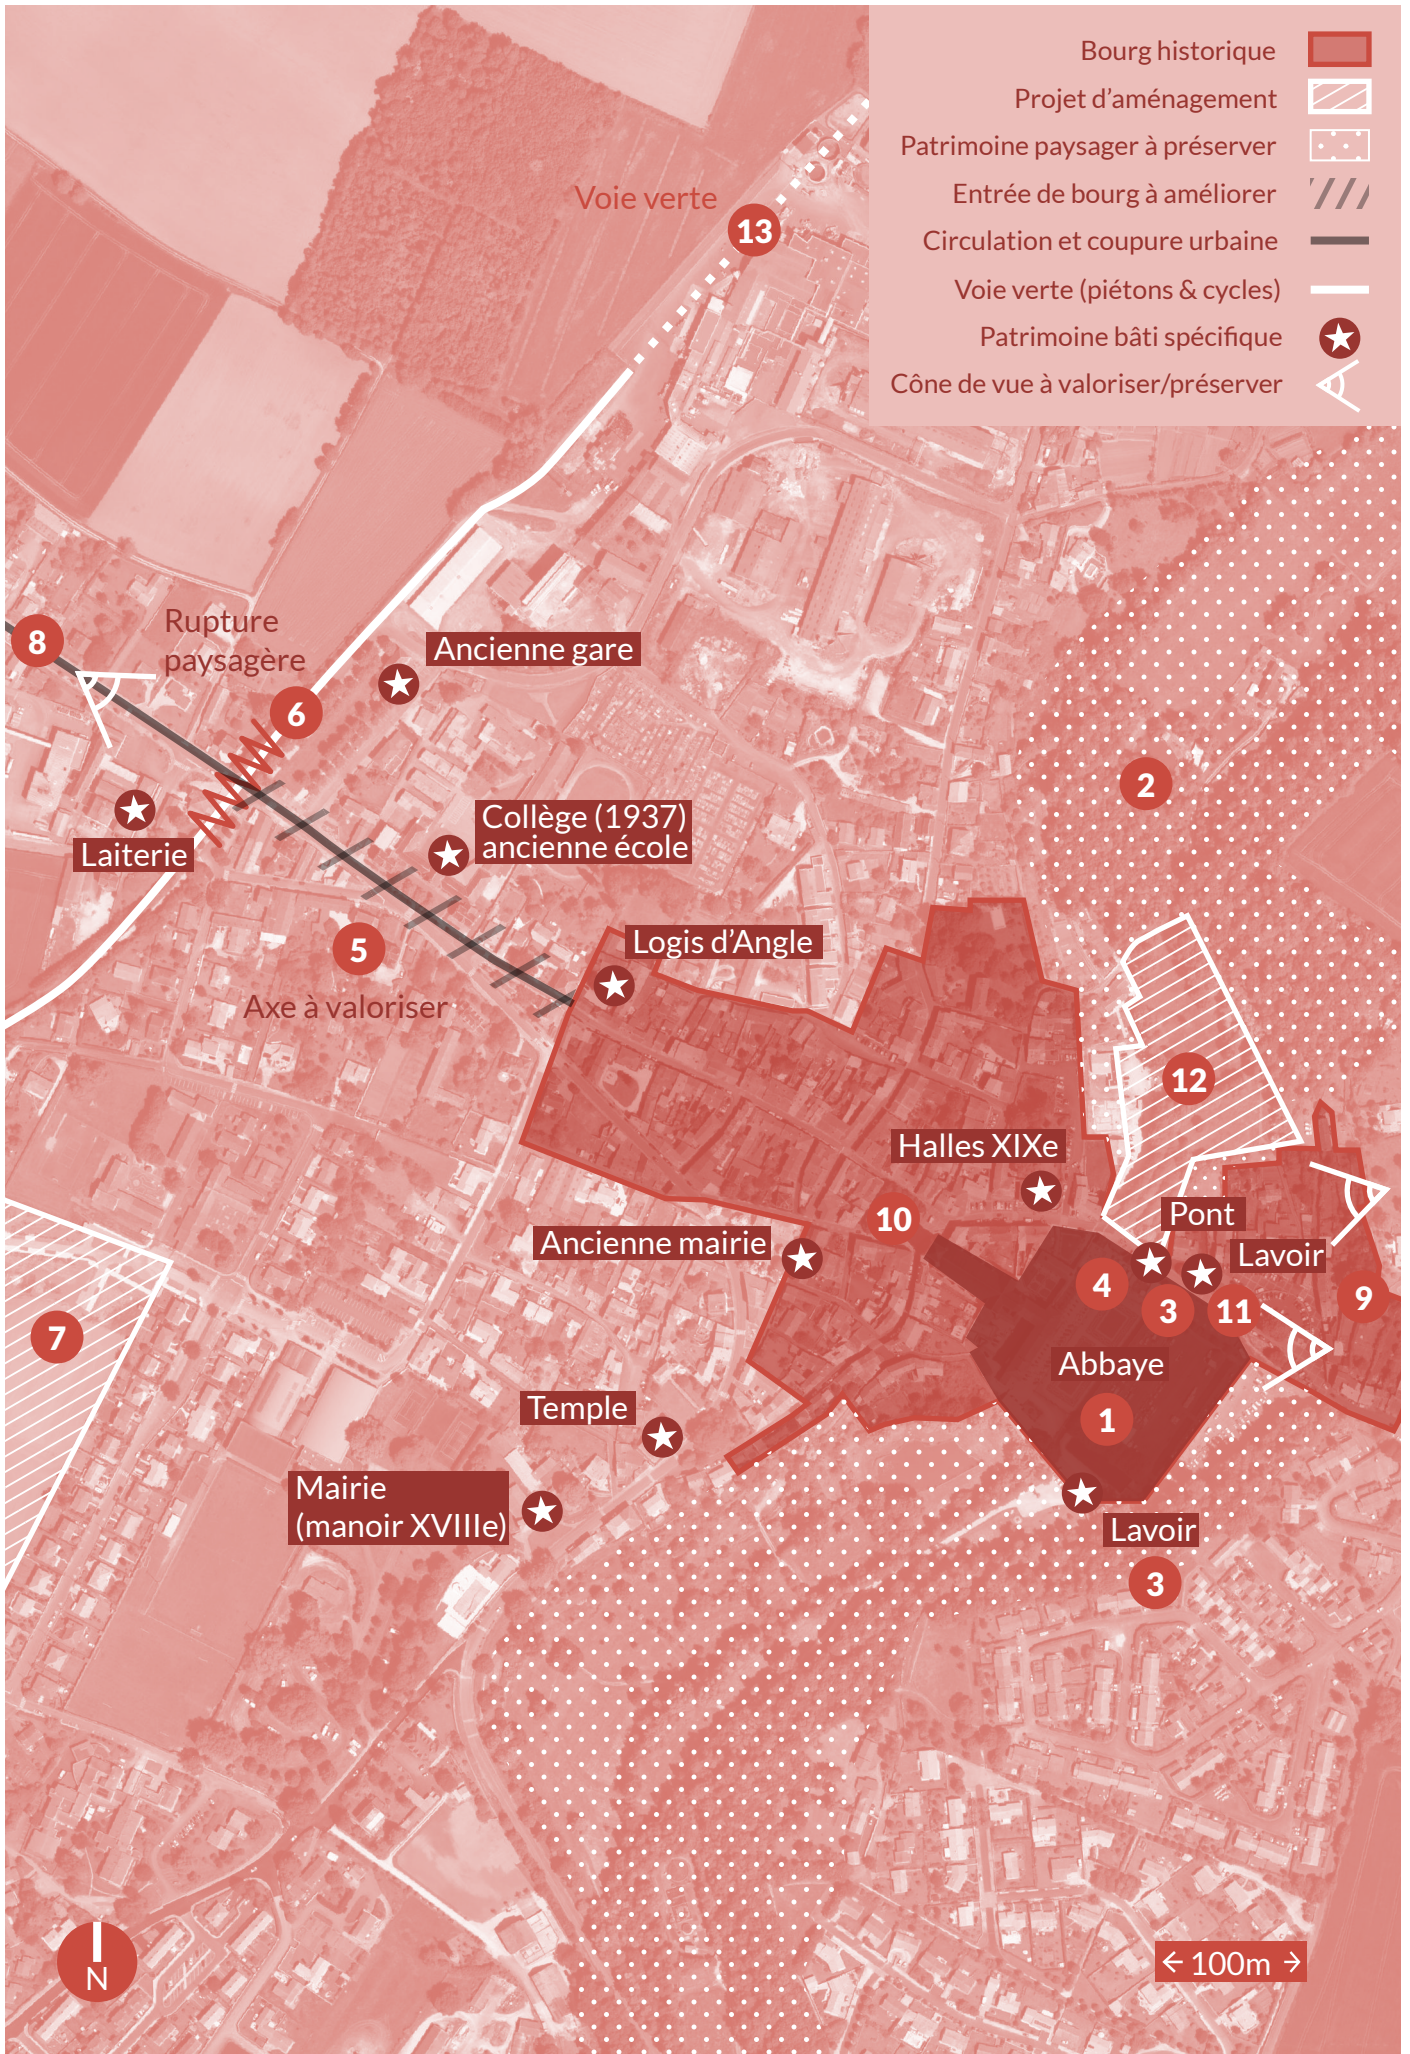 Bourg historique
Projet d'aménagement
Patrimoine paysager à préserver
Entrée de bourg à améliorer
Circulation et coupure urbaine
Voie verte (piétons & cycles)
Patrimoine bâti spécifique
Cône de vue à valoriser/préserver
Voie verte
13
8
Rupture
paysagère
6
Ancienne gare
2
Laiterie
Collège (1937)
ancienne école
5
Axe à valoriser
Logis d'Angle
12
Halles XIXe
10
Pont
Ancienne mairie
Lavoir
4
3
11
9
7
Abbaye
1
Temple
Mairie
(manoir XVIIIe)
Lavoir
3
N
100m